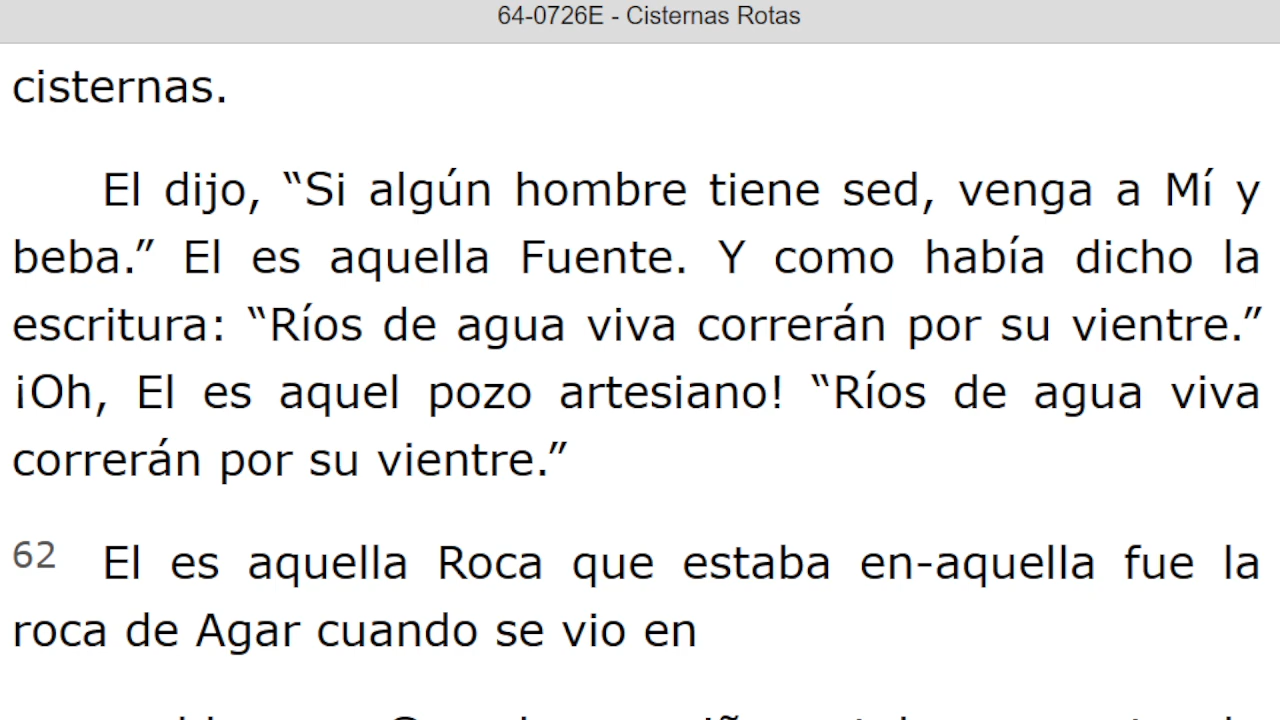 64-0726E - Cisternas Rotas
cisternas.
El dijo, “Si algún hombre tiene sed, venga a Mí y
beba.” El es aquella Fuente. Y como había dicho la
escritura: “Ríos de agua viva correrán por su vientre.”
¡Oh, El es aquel pozo artesiano! “Ríos de agua viva
correrán por su vientre.”
62 El es aquella Roca que estaba en-aquella fue la
roca de Agar cuando se vio en